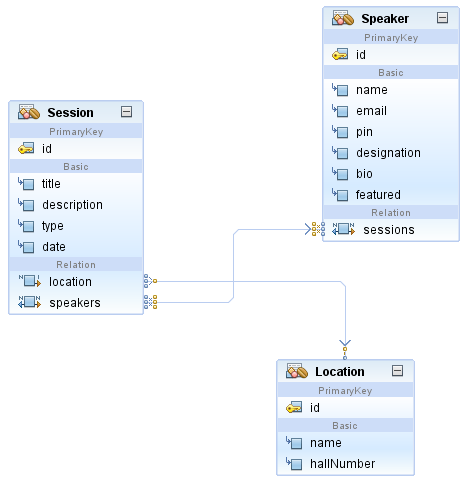 Speaker
PrimaryKey
id
Basic
name
email
pin
designation
bio
featured
Relation
N N sessions
Session
PrimaryKey
id
Basic
title
description
type
date
Relation
N 1 location
N N speakers
Location
PrimaryKey
id
Basic
name
hallNumber